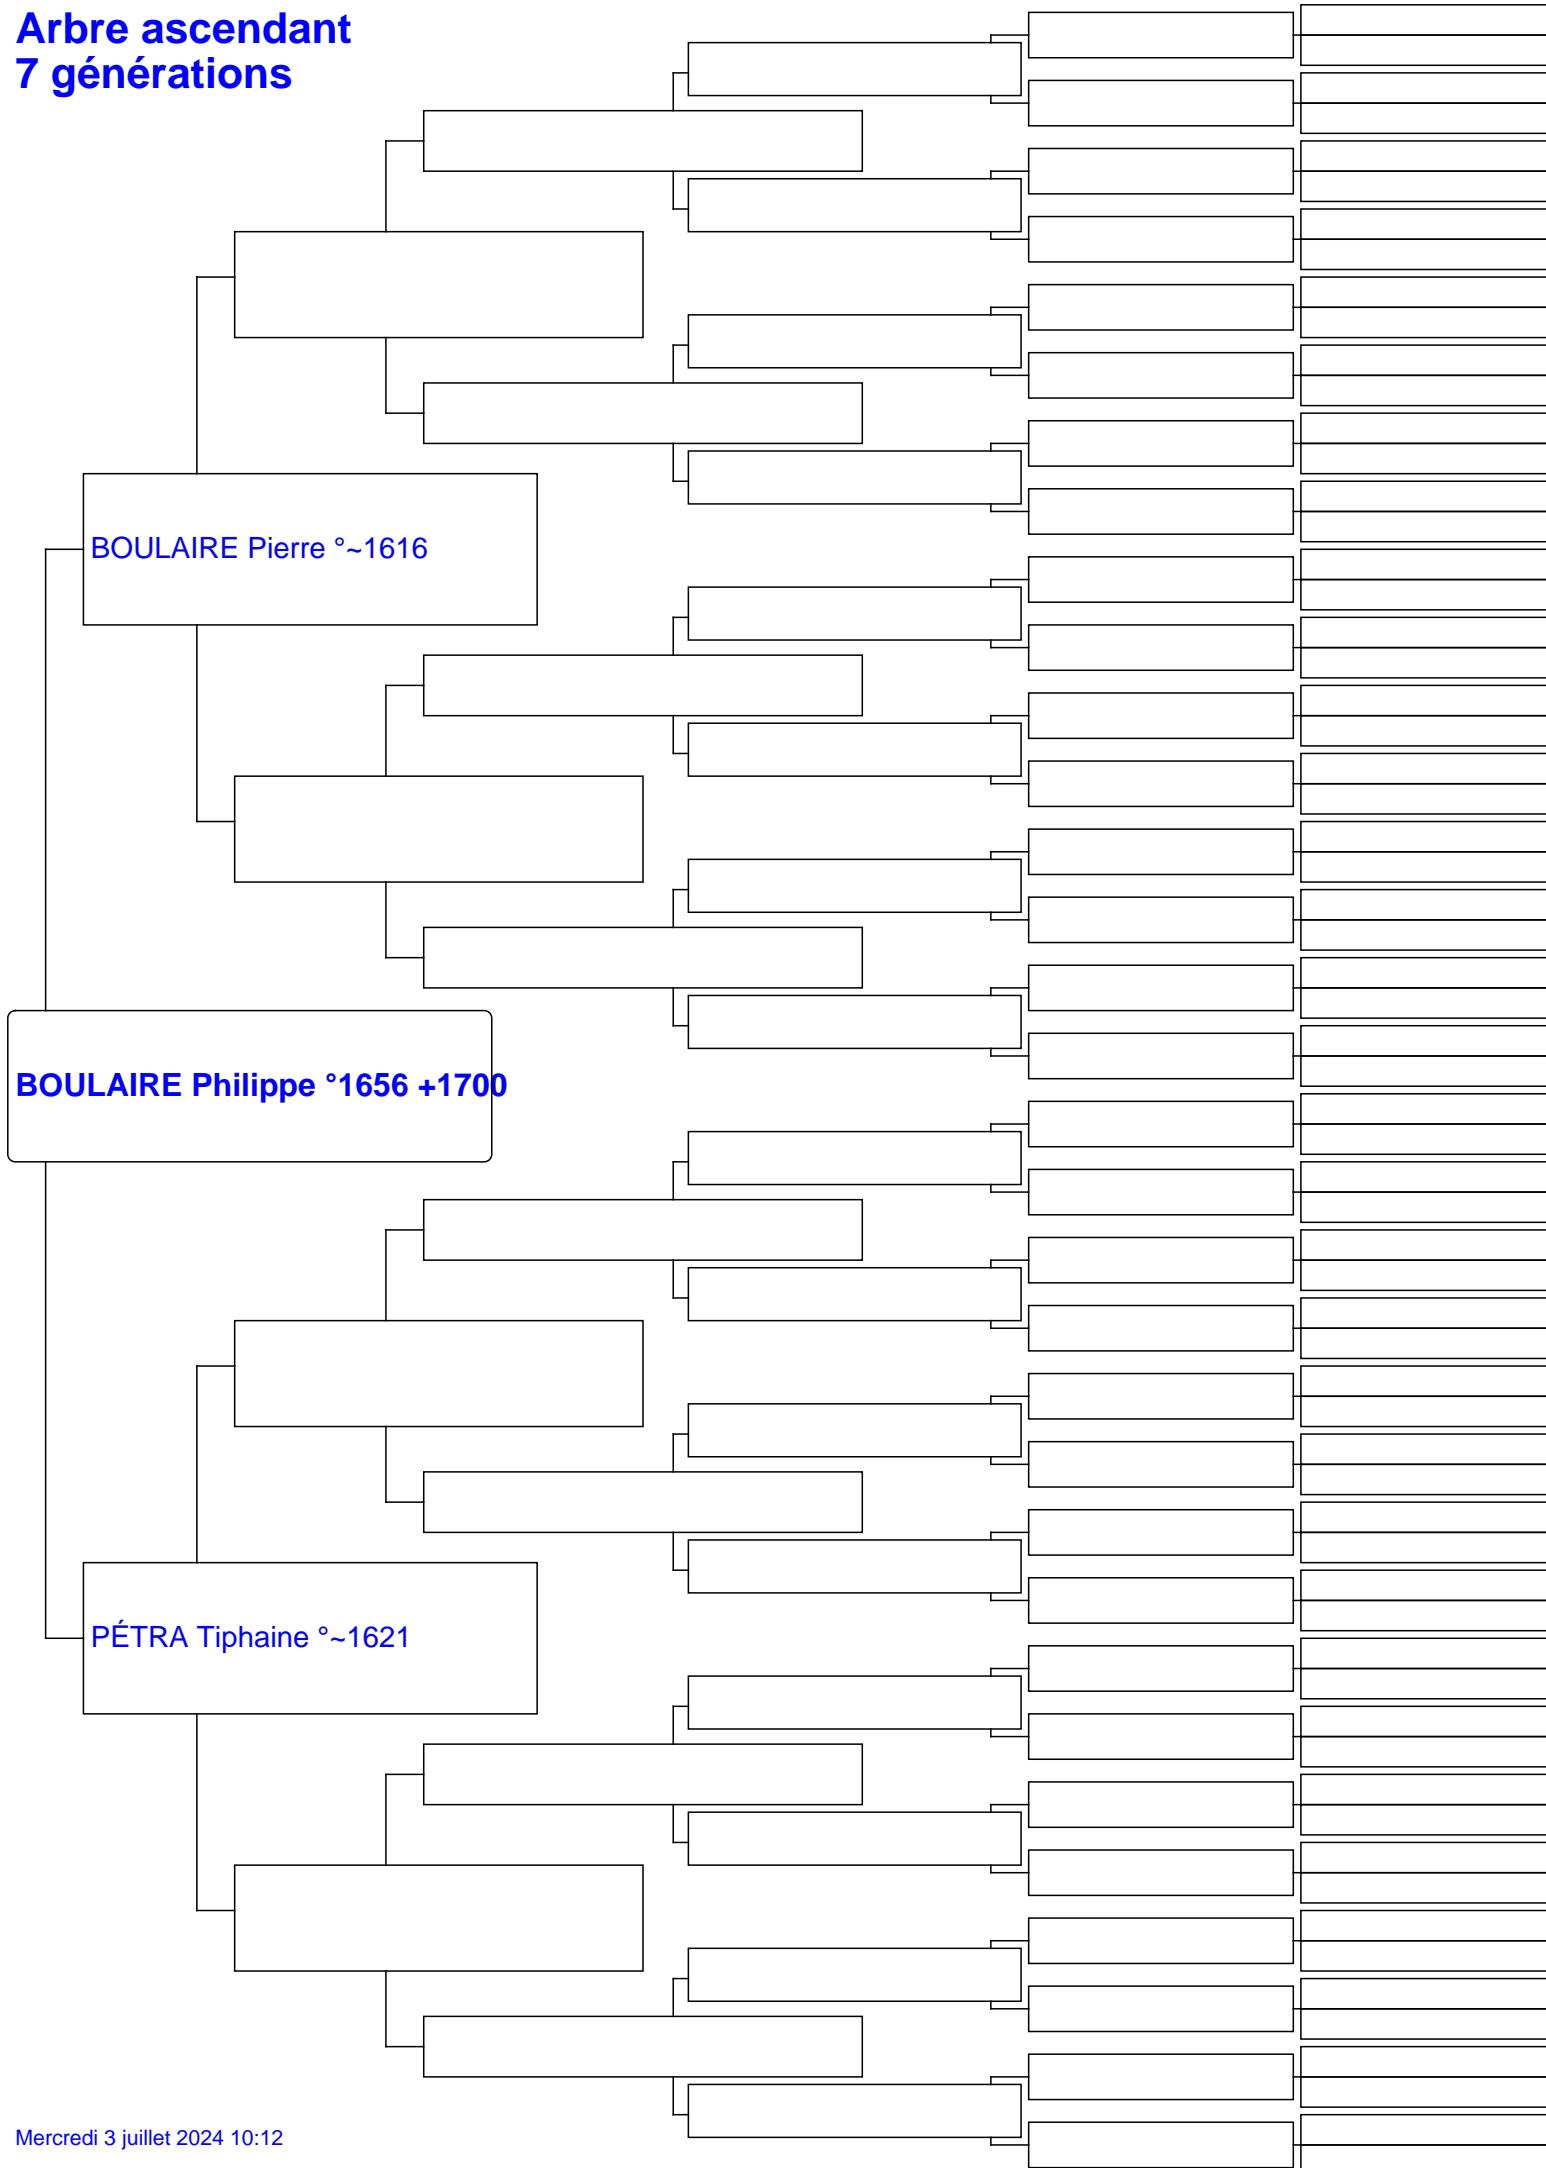 Arbre ascendant
7 générations
BOULAIRE Pierre °~1616
BOULAIRE Philippe °1656 +1700
PÉTRA Tiphaine °~1621
Mercredi 3 juillet 2024 10:12